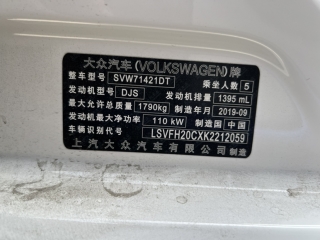 大众汽车(VOLKSWAGEN)牌
整车型号 SVW71421DT 乘坐人数 5
发动机型号 DJS 发动机排量 1395 mL
最大允许总质量 1790kg 制造年月 2019-09
发动机最大净功率 110 kW 制造国 中国
车辆识别代号 LSVFH20CXK2212059
上汽大众汽车有限公司 制造